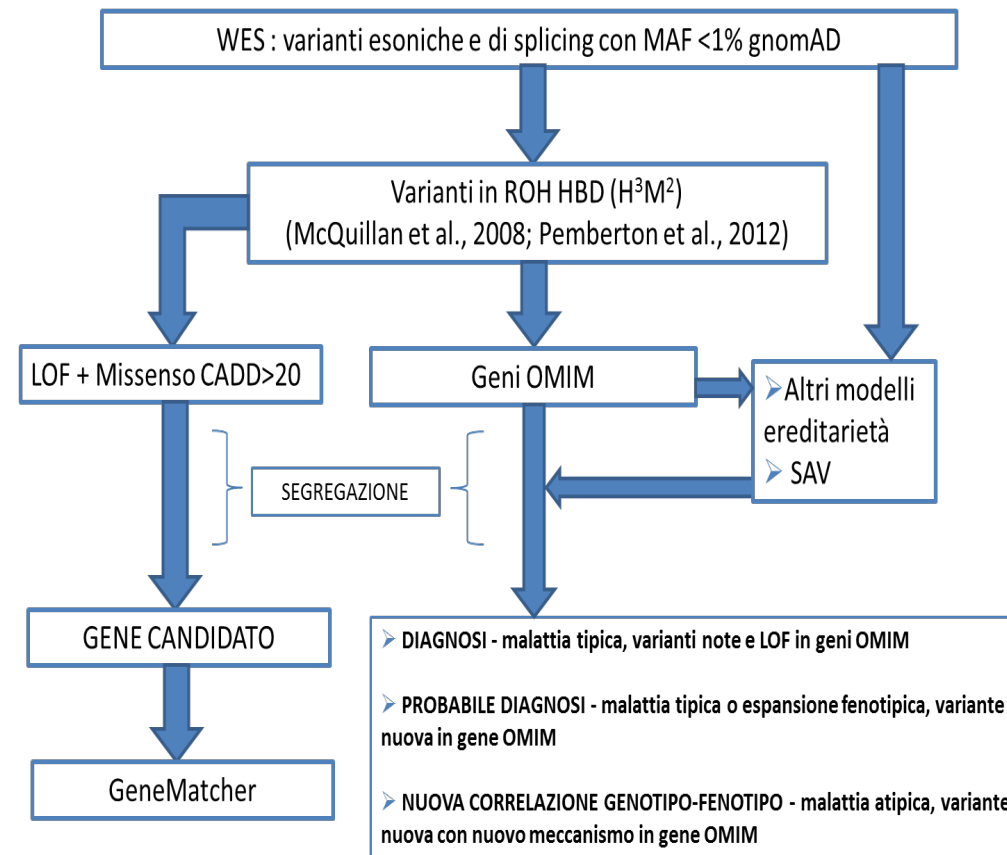 WES : varianti esoniche e di splicing con MAF <1% gnomAD
Varianti in ROH HBD (H³M²)
(McQuillan et al., 2008; Pemberton et al., 2012)
LOF + Missenso CADD>20
Geni OMIM
➢Altri modelli
ereditarietà
➢ SAV
SEGREGAZIONE
GENE CANDIDATO
GeneMatcher
➢ DIAGNOSI - malattia tipica, varianti note e LOF in geni OMIM
➢ PROBABILE DIAGNOSI - malattia tipica o espansione fenotipica, variante
nuova in gene OMIM
➢ NUOVA CORRELAZIONE GENOTIPO-FENOTIPO - malattia atipica, variante
nuova con nuovo meccanismo in gene OMIM